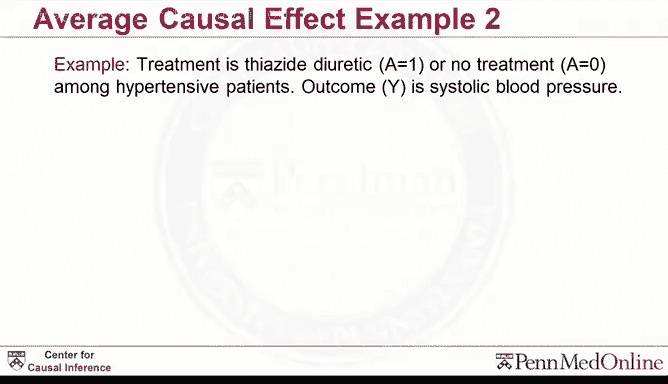 Average Causal Effect Example 2
Example: Treatment is thiazide diuretic (A=1) or no treatment (A=0)
among hypertensive patients. Outcome (Y) is systolic blood pressure.
Center for
Causal Inference
PennMedOnline